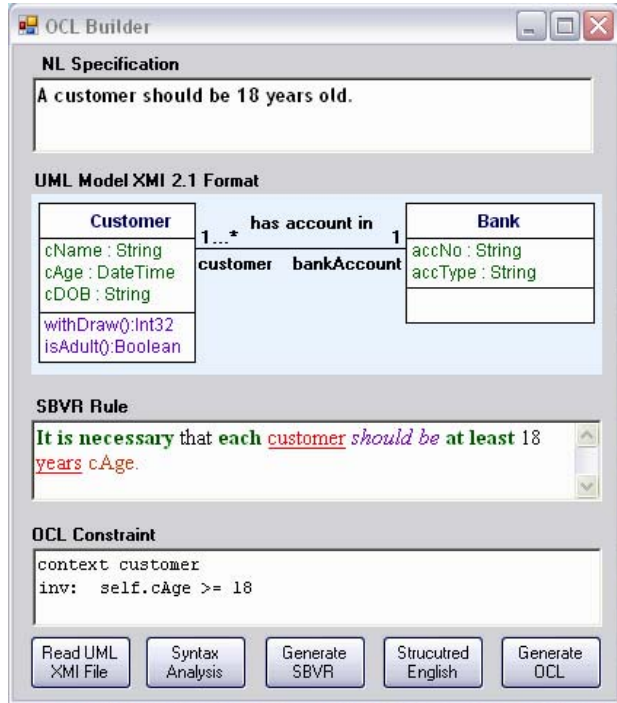 OCL Builder
NL Specification
A customer should be 18 years old.
UML Model XMI 2.1 Format
Customer
cName : String
cAge : DateTime
cDOB : String
withDraw():Int32
isAdult():Boolean
1...* has account in 1
customer bankAccount
Bank
accNo : String
accType : String
SBVR Rule
It is necessary that each customer should be at least 18
years cAge.
OCL Constraint
context customer
inv: self.cAge >= 18
Read UML
XMI File
Syntax
Analysis
Generate
SBVR
Strucutred
English
Generate
OCL